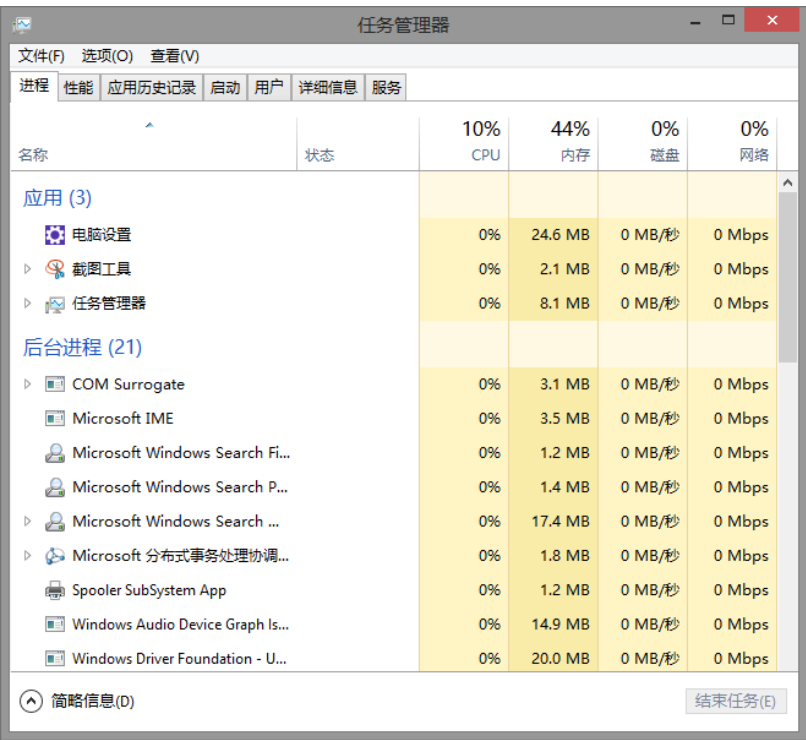 任务管理器
文件(F) 选项(O) 查看(V)
进程 性能 应用历史记录 启动 用户 详细信息 服务
10% 44% 0% 0%
名称 状态 CPU 内存 磁盘 网络
应用 (3)
电脑设置 0% 24.6 MB 0 MB/秒 0 Mbps
截图工具 0% 2.1 MB 0 MB/秒 0 Mbps
任务管理器 0% 8.1 MB 0 MB/秒 0 Mbps
后台进程 (21)
COM Surrogate 0% 3.1 MB 0 MB/秒 0 Mbps
Microsoft IME 0% 3.5 MB 0 MB/秒 0 Mbps
Microsoft Windows Search Fi... 0% 1.2 MB 0 MB/秒 0 Mbps
Microsoft Windows Search P... 0% 1.4 MB 0 MB/秒 0 Mbps
Microsoft Windows Search ... 0% 17.4 MB 0 MB/秒 0 Mbps
Microsoft 分布式事务处理协调... 0% 1.8 MB 0 MB/秒 0 Mbps
Spooler SubSystem App 0% 1.2 MB 0 MB/秒 0 Mbps
Windows Audio Device Graph Is... 0% 14.9 MB 0 MB/秒 0 Mbps
Windows Driver Foundation - U... 0% 20.0 MB 0 MB/秒 0 Mbps
简略信息(D) 结束任务(E)